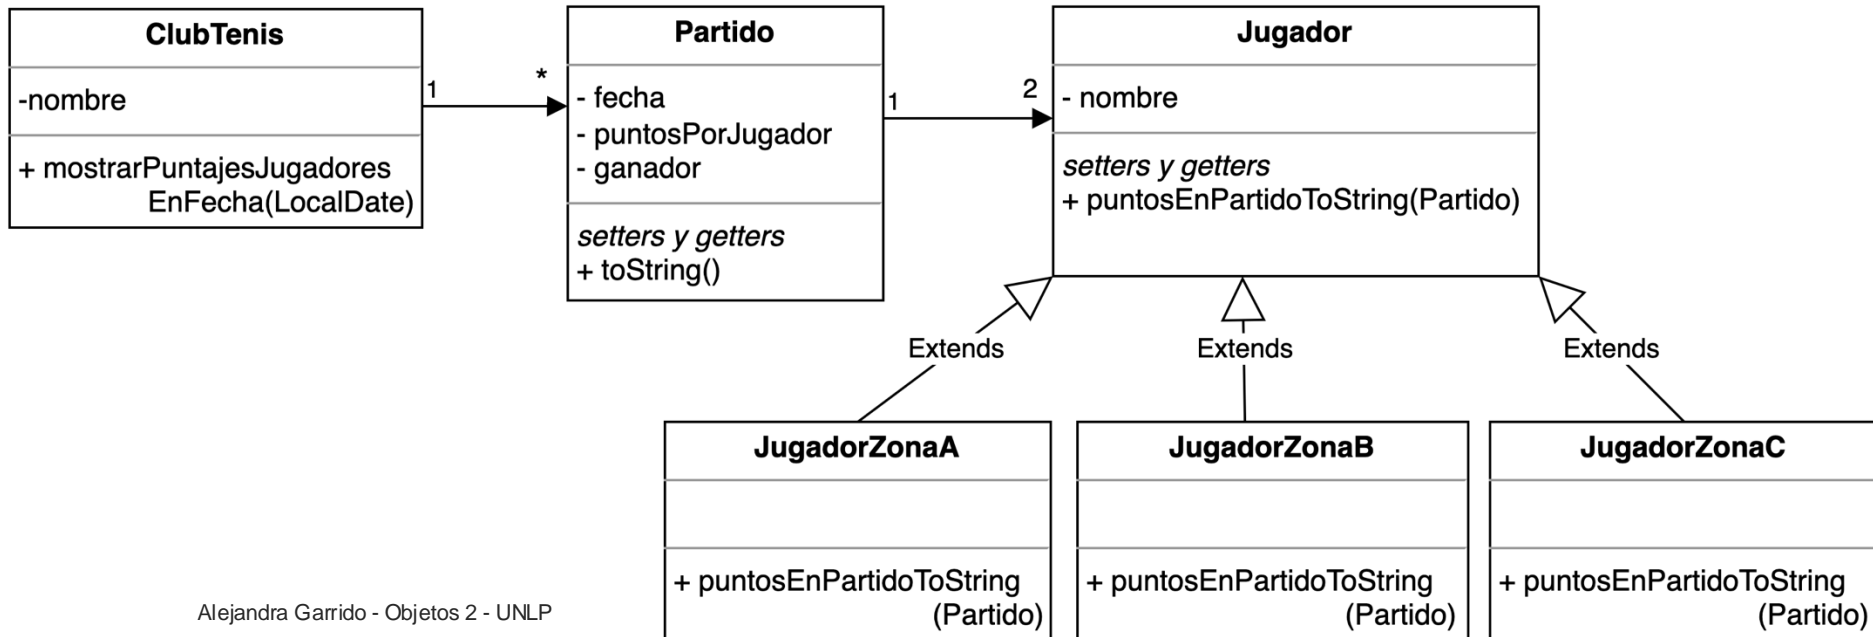 ClubTenis
-nombre
+ mostrarPuntajesJugadores
EnFecha(LocalDate)
1
*
Partido
- fecha
- puntosPorJugador
- ganador
setters y getters
+ toString()
1
2
Jugador
- nombre
setters y getters
+ puntosEnPartidoToString(Partido)
Extends
Extends
Extends
JugadorZonaA
+ puntosEnPartidoToString
(Partido)
JugadorZonaB
+ puntosEnPartidoToString
(Partido)
JugadorZonaC
+ puntosEnPartidoToString
(Partido)
Alejandra Garrido - Objetos 2 - UNLP